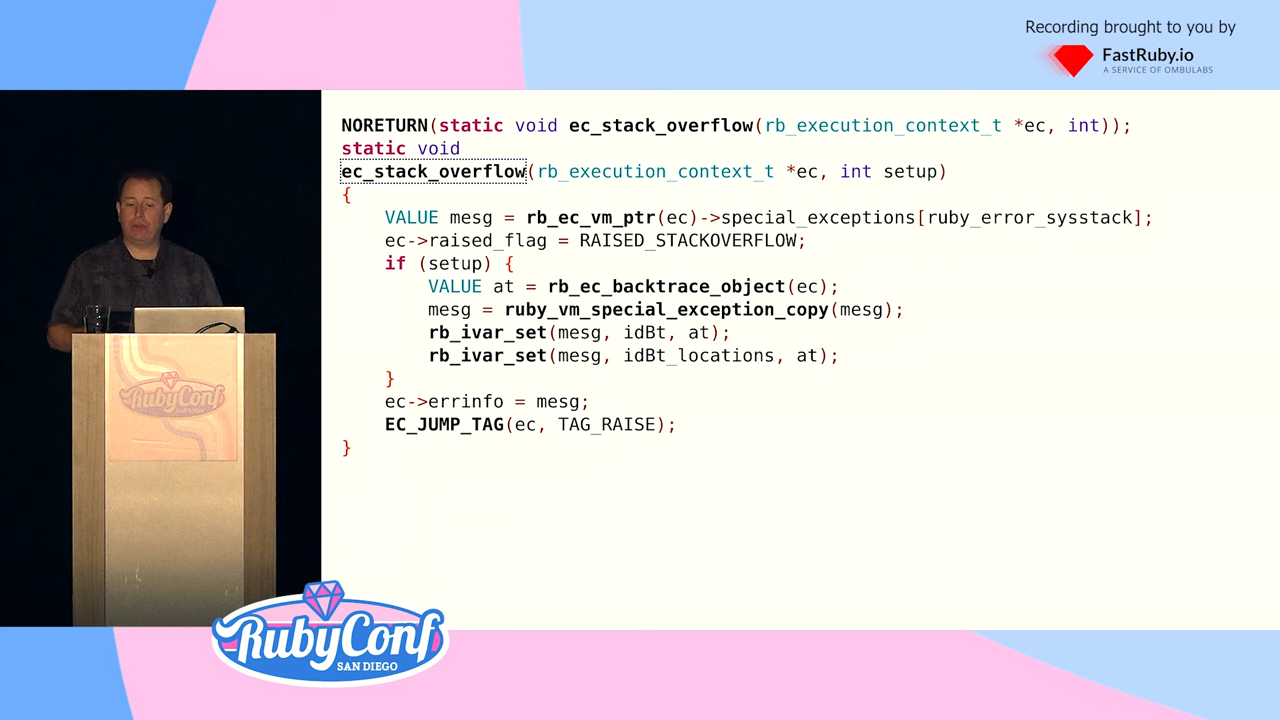 Recording brought to you by
FastRuby.io
A SERVICE OF OMBULABS
NORETURN(static void ec_stack_overflow(rb_execution_context_t *ec, int));
static void
ec_stack_overflow(rb_execution_context_t *ec, int setup)
{
    VALUE mesg = rb_ec_vm_ptr(ec)->special_exceptions[ruby_error_sysstack];
    ec->raised_flag = RAISED_STACKOVERFLOW;
    if (setup) {
        VALUE at = rb_ec_backtrace_object(ec);
        mesg = ruby_vm_special_exception_copy(mesg);
        rb_ivar_set(mesg, idBt, at);
        rb_ivar_set(mesg, idBt_locations, at);
    }
    ec->errinfo = mesg;
    EC_JUMP_TAG(ec, TAG_RAISE);
}
RubyConf
SAN DIEGO
RubyConf
SAN DIEGO